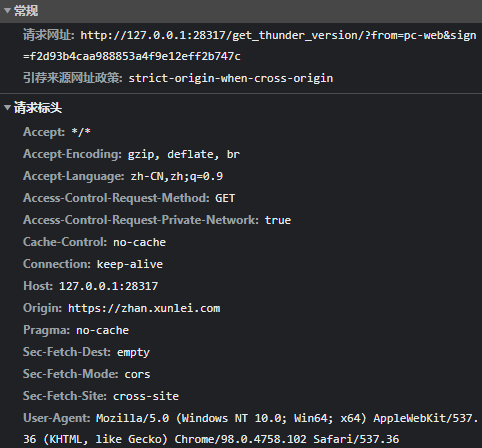 常规
请求网址: http://127.0.0.1:28317/get_thunder_version/?from=pc-web&sign
=f2d93b4caa988853a4f9e12eff2b747c
引荐来源网址政策: strict-origin-when-cross-origin
请求标头
Accept: */*
Accept-Encoding: gzip, deflate, br
Accept-Language: zh-CN,zh;q=0.9
Access-Control-Request-Method: GET
Access-Control-Request-Private-Network: true
Cache-Control: no-cache
Connection: keep-alive
Host: 127.0.0.1:28317
Origin: https://zhan.xunlei.com
Pragma: no-cache
Sec-Fetch-Dest: empty
Sec-Fetch-Mode: cors
Sec-Fetch-Site: cross-site
User-Agent: Mozilla/5.0 (Windows NT 10.0; Win64; x64) AppleWebKit/537.
36 (KHTML, like Gecko) Chrome/98.0.4758.102 Safari/537.36